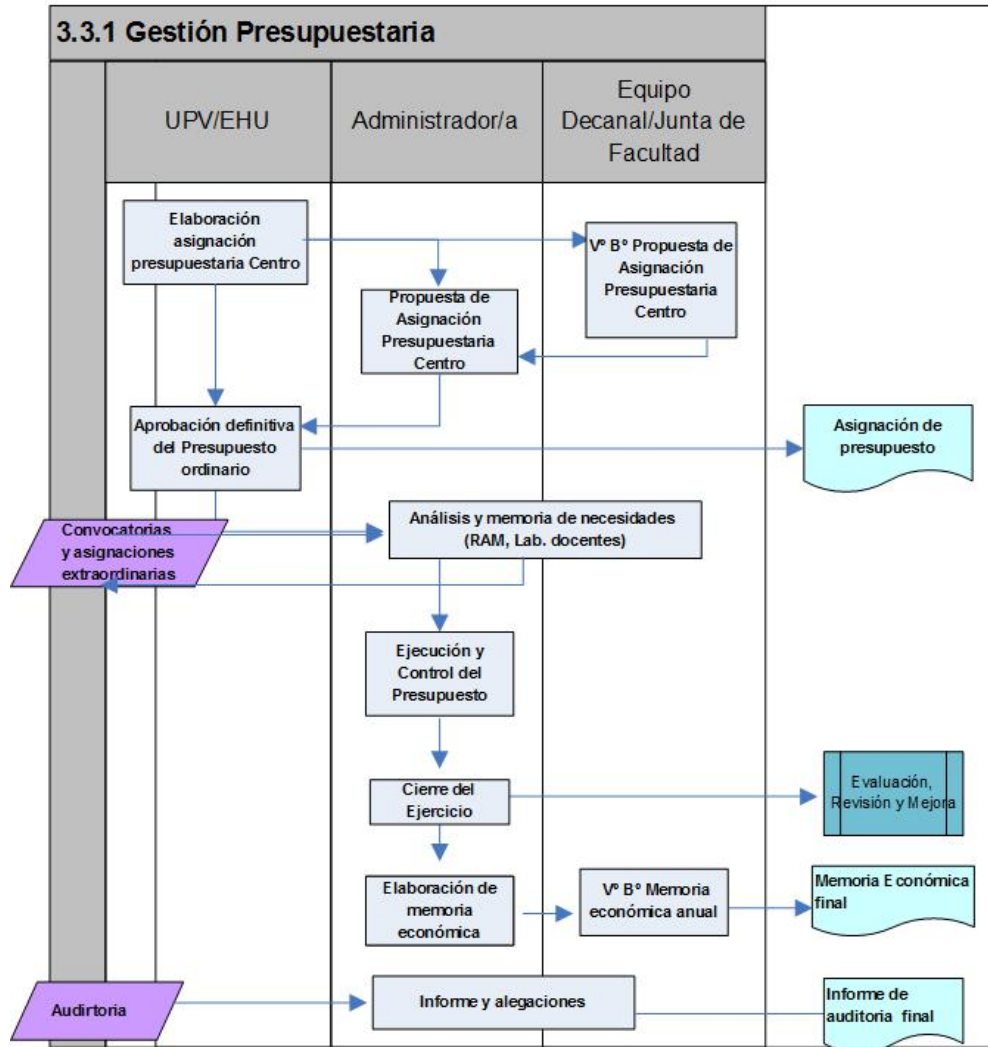 3.3.1 Gestión Presupuestaria
UPV/EHU
Administrador/a
Equipo
Decanal/Junta de
Facultad
Elaboración
asignación
presupuestaria Centro
Vº Bº Propuesta de
Asignación
Presupuestaria
Centro
Propuesta de
Asignación
Presupuestaria
Centro
Aprobación definitiva
del Presupuesto
ordinario
Asignación de
presupuesto
Convocatorias
y asignaciones
extraordinarias
Análisis y memoria de necesidades
(RAM, Lab. docentes)
Ejecución y
Control del
Presupuesto
Cierre del
Ejercicio
Evaluación,
Revisión y Mejora
Elaboración de
memoria
económica
Vº Bº Memoria
económica anual
Memoria Económica
final
Audirtoria
Informe y alegaciones
Informe de
auditoria final